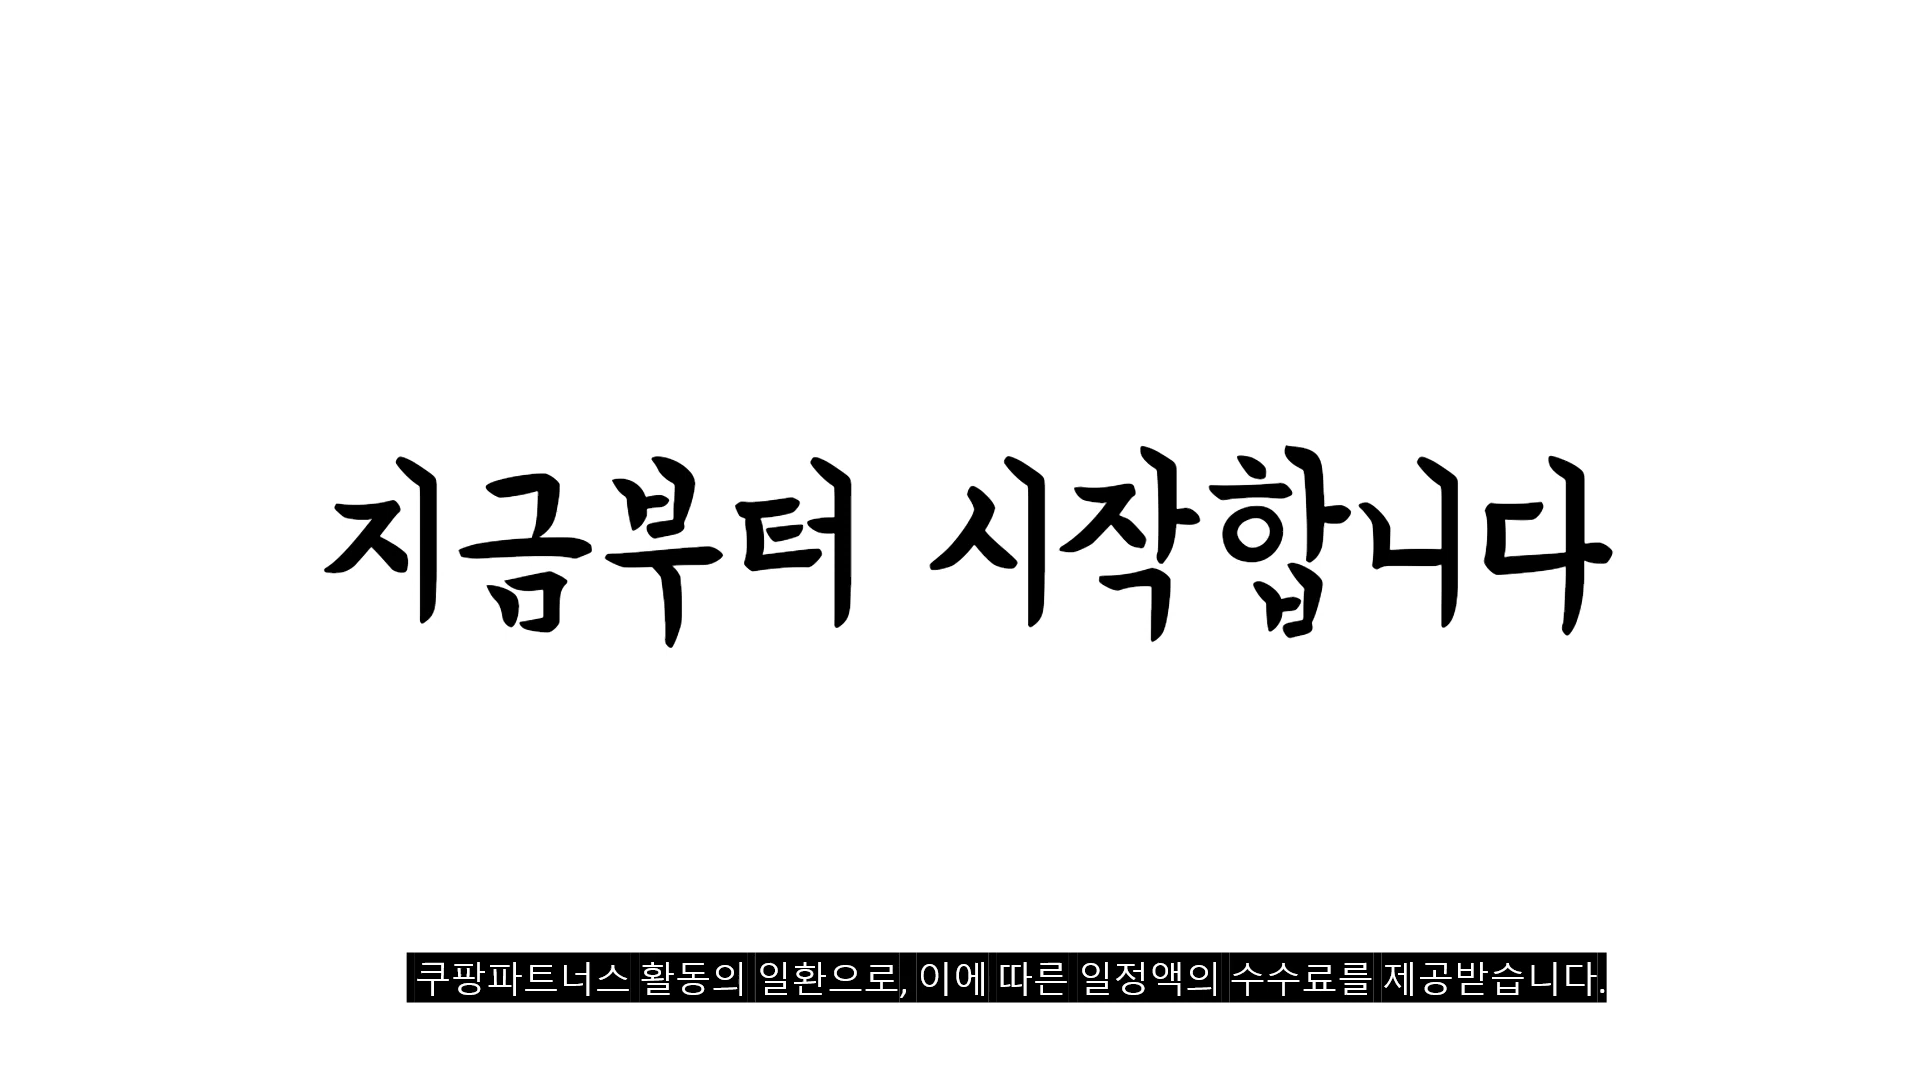 지금부터 시작합니다
쿠팡파트너스 활동의 일환으로, 이에 따른 일정액의 수수료를 제공받습니다.